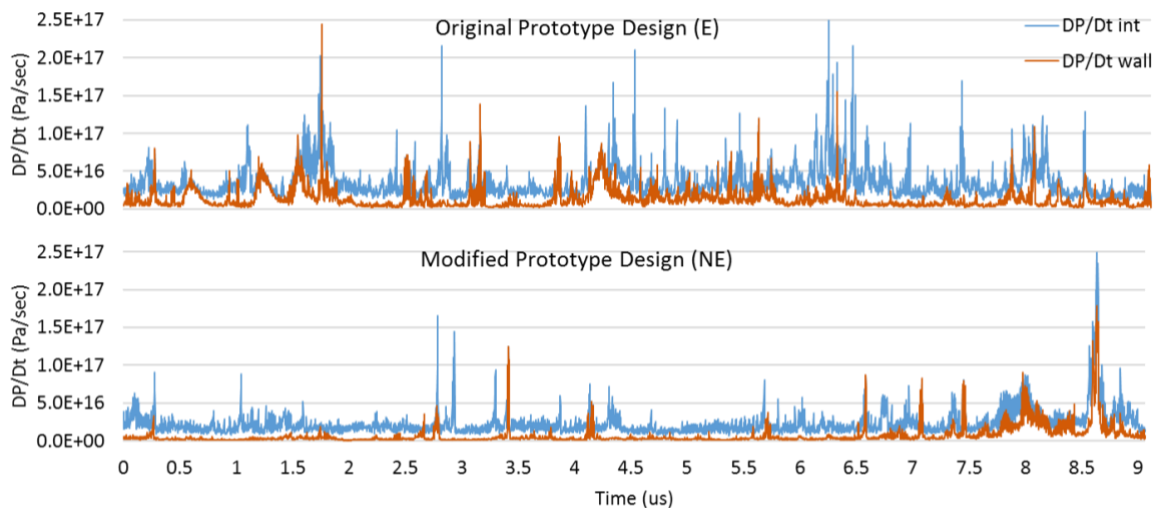 Original Prototype Design (E)
DP/Dt int
DP/Dt wall
DP/Dt (Pa/sec)
2.5E+17
2.0E+17
1.5E+17
1.0E+17
5.0E+16
0.0E+00
Modified Prototype Design (NE)
DP/Dt (Pa/sec)
2.5E+17
2.0E+17
1.5E+17
1.0E+17
5.0E+16
0.0E+00
0 0.5 1 1.5 2 2.5 3 3.5 4 4.5 5 5.5 6 6.5 7 7.5 8 8.5 9
Time (us)